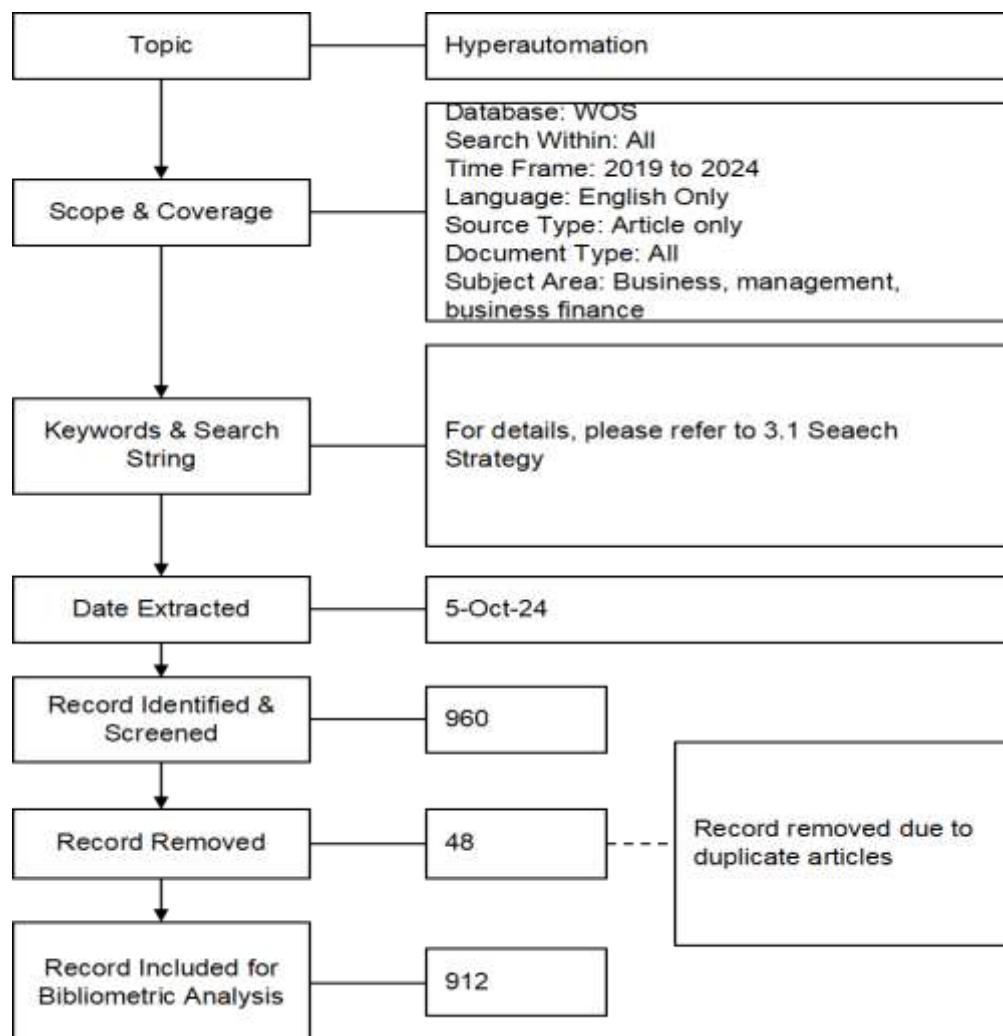 Topic
Hyperautomation
Scope & Coverage
Database: WOS
Search Within: All
Time Frame: 2019 to 2024
Language: English Only
Source Type: Article only
Document Type: All
Subject Area: Business, management,
business finance
Keywords & Search
String
For details, please refer to 3.1 Seaech
Strategy
Date Extracted
5-Oct-24
Record Identified &
Screened
960
Record Removed
48
Record removed due to
duplicate articles
Record Included for
Bibliometric Analysis
912